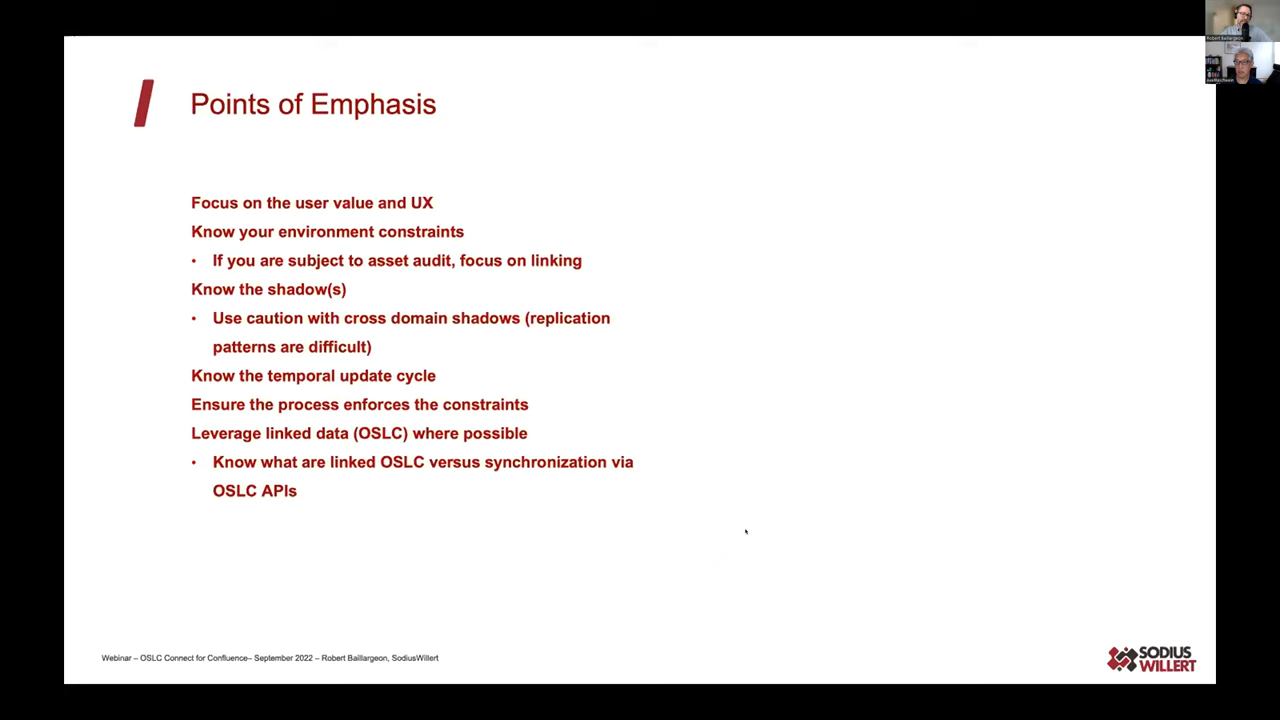 Robert Baillargeon
Points of Emphasis
Focus on the user value and UX
Know your environment constraints
• If you are subject to asset audit, focus on linking
Know the shadow(s)
• Use caution with cross domain shadows (replication
patterns are difficult)
Know the temporal update cycle
Ensure the process enforces the constraints
Leverage linked data (OSLC) where possible
• Know what are linked OSLC versus synchronization via
OSLC APIs
Webinar – OSLC Connect for Confluence– September 2022 – Robert Baillargeon, SodiusWillert
SODIUS
WILLERT